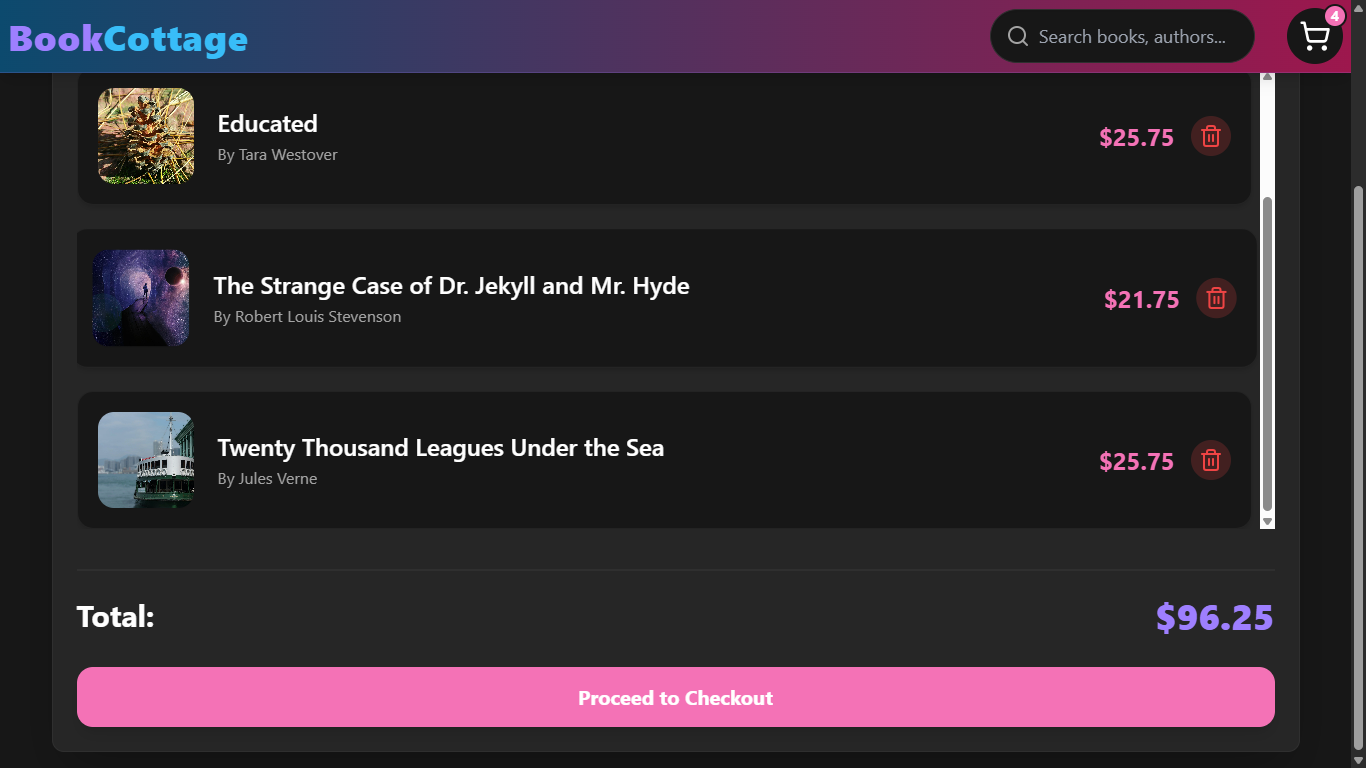 BookCottage
Search books, authors...
4
Educated
By Tara Westover
$25.75
The Strange Case of Dr. Jekyll and Mr. Hyde
By Robert Louis Stevenson
$21.75
Twenty Thousand Leagues Under the Sea
By Jules Verne
$25.75
Total:
$96.25
Proceed to Checkout